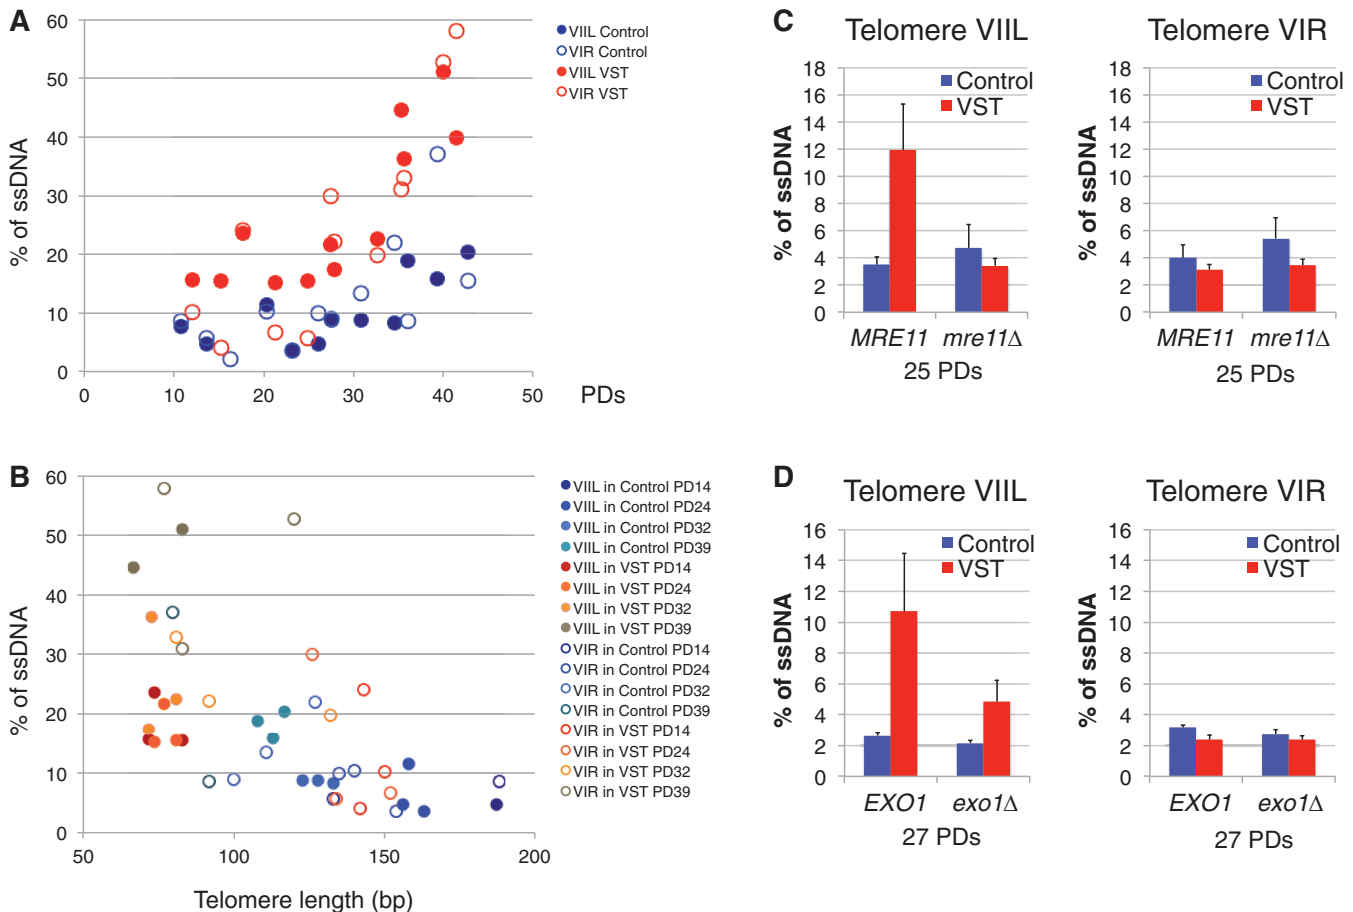 A
60
50
40
30
20
10
0
% of ssDNA
0 10 20 30 40 50 PDs
VIIL Control
VIR Control
VIIL VST
VIR VST
B
60
50
40
30
20
10
0
% of ssDNA
50 100 150 200
Telomere length (bp)
VIIL in Control PD14
VIIL in Control PD24
VIIL in Control PD32
VIIL in Control PD39
VIIL in VST PD14
VIIL in VST PD24
VIIL in VST PD32
VIIL in VST PD39
VIR in Control PD14
VIR in Control PD24
VIR in Control PD32
VIR in Control PD39
VIR in VST PD14
VIR in VST PD24
VIR in VST PD32
VIR in VST PD39
C
Telomere VIIL
18
16
14
12
10
8
6
4
2
0
% of ssDNA
Control
VST
MRE11 mre11Δ
25 PDs
Telomere VIR
18
16
14
12
10
8
6
4
2
0
% of ssDNA
Control
VST
MRE11 mre11Δ
25 PDs
D
Telomere VIIL
16
14
12
10
8
6
4
2
0
% of ssDNA
Control
VST
EXO1 exo1Δ
27 PDs
Telomere VIR
16
14
12
10
8
6
4
2
0
% of ssDNA
Control
VST
EXO1 exo1Δ
27 PDs